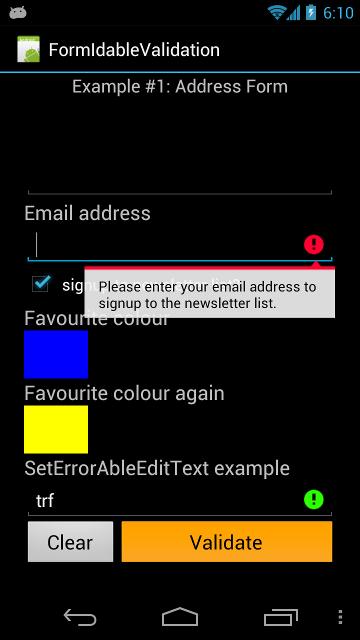 6:10
FormIdableValidation
Example #1: Address Form
Email address
Please enter your email address to
signup to the newsletter list.
Favourite colour
Favourite colour again
SetErrorAbleEditText example
trf
Clear
Validate